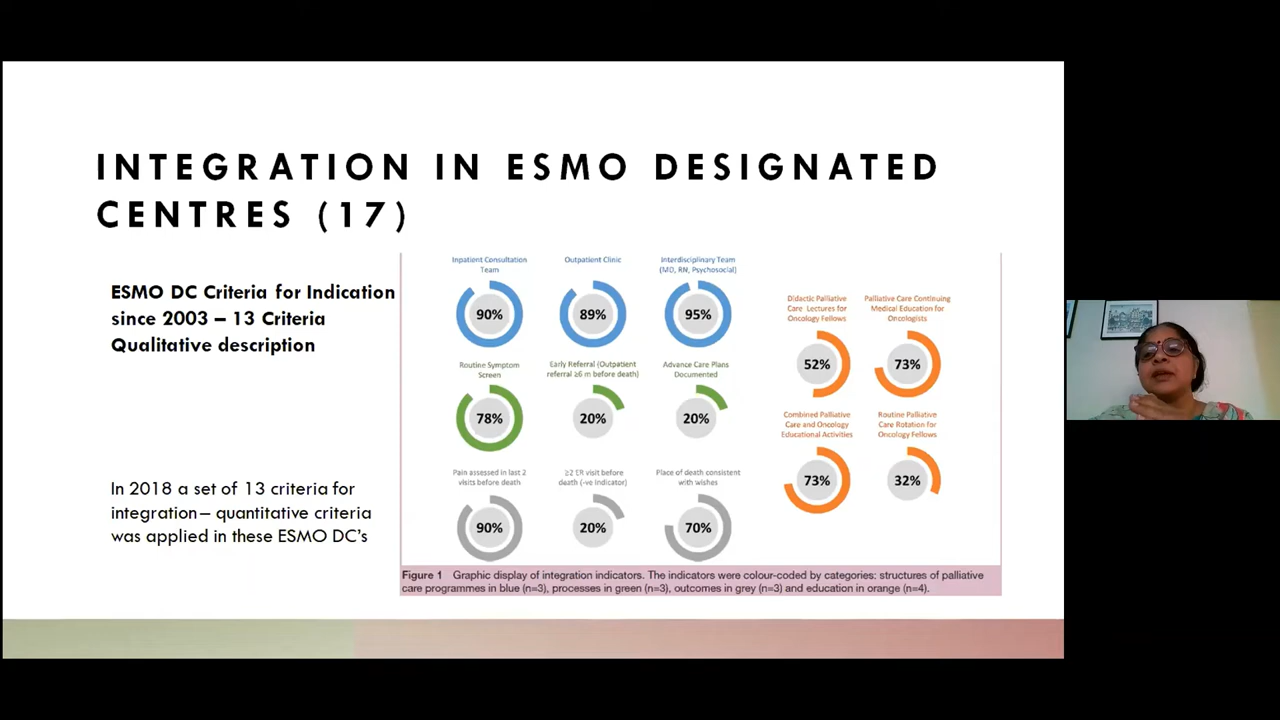 INTEGRATION IN ESMO DESIGNATED
CENTRES (17)
ESMO DC Criteria for Indication
since 2003 – 13 Criteria
Qualitative description
In 2018 a set of 13 criteria for
integration – quantitative criteria
was applied in these ESMO DC's
Inpatient Consultation
Team
90%
Outpatient Clinic
89%
Interdisciplinary Team
(MD, RN, Psychosocial)
95%
Routine Symptom
Screen
78%
Early Referral (Outpatient
referral ≥6 m before death)
20%
Advance Care Plans
Documented
20%
Pain assessed in last 2
visits before death
90%
≥2 ER visit before
death (-ve Indicator)
20%
Place of death consistent
with wishes
70%
Didactic Palliative
Care Lectures for
Oncology Fellows
52%
Palliative Care Continuing
Medical Education for
Oncologists
73%
Combined Palliative
Care and Oncology
Educational Activities
73%
Routine Palliative
Care Rotation for
Oncology Fellows
32%
Figure 1 Graphic display of integration indicators. The indicators were colour-coded by categories: structures of palliative
care programmes in blue (n=3), processes in green (n=3), outcomes in grey (n=3) and education in orange (n=4).